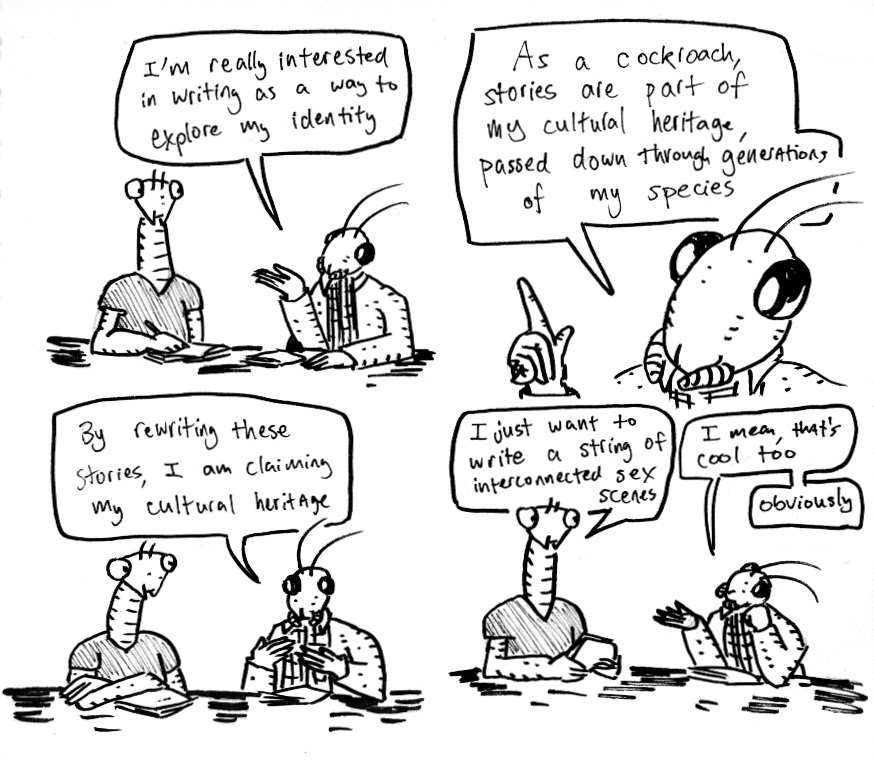 I'm really interested
in writing as a way to
explore my identity
As a cockroach,
stories are part of
my cultural heritage,
passed down through generations
of my species
By rewriting these
stories, I am claiming
my cultural heritage
I just want to
write a string of
interconnected sex
scenes
I mean, that's
cool too
obviously